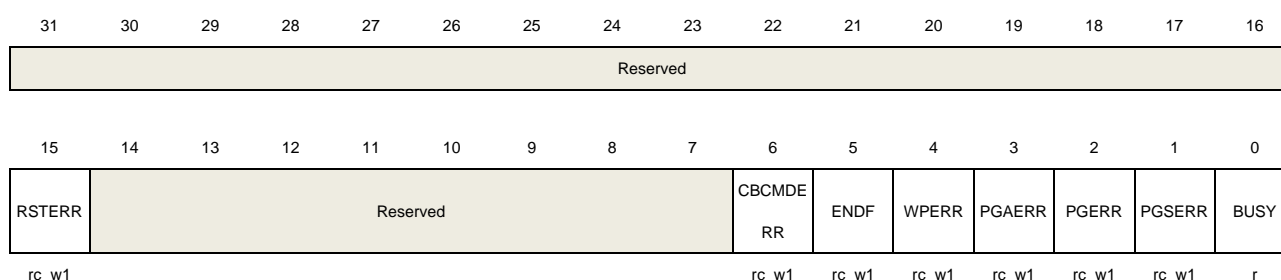 31 30 29 28 27 26 25 24 23 22 21 20 19 18 17 16
Reserved
15 14 13 12 11 10 9 8 7 6 5 4 3 2 1 0
RSTERR Reserved CBCMDE RR ENDF WPERR PGAERR PGERR PGSERR BUSY
rc_w1 rc_w1 rc_w1 rc_w1 rc_w1 rc_w1 rc_w1 r